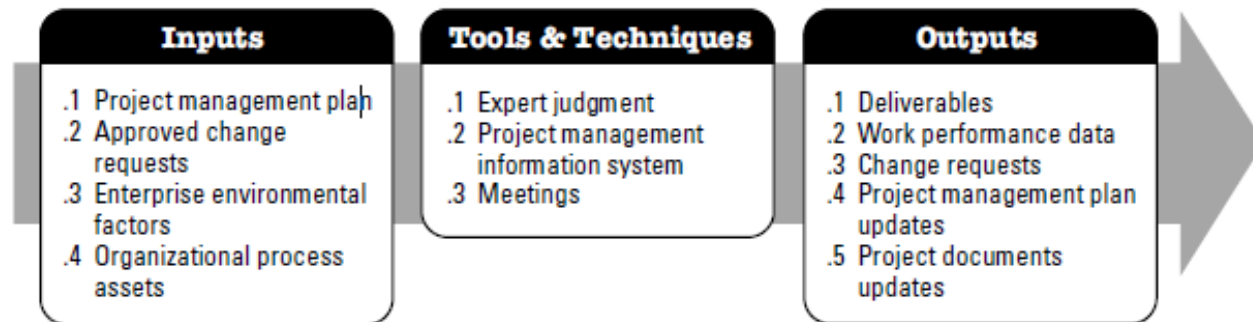 Inputs
.1 Project management plan
.2 Approved change
requests
.3 Enterprise environmental
factors
.4 Organizational process
assets
Tools & Techniques
.1 Expert judgment
.2 Project management
information system
.3 Meetings
Outputs
.1 Deliverables
.2 Work performance data
.3 Change requests
.4 Project management plan
updates
.5 Project documents
updates